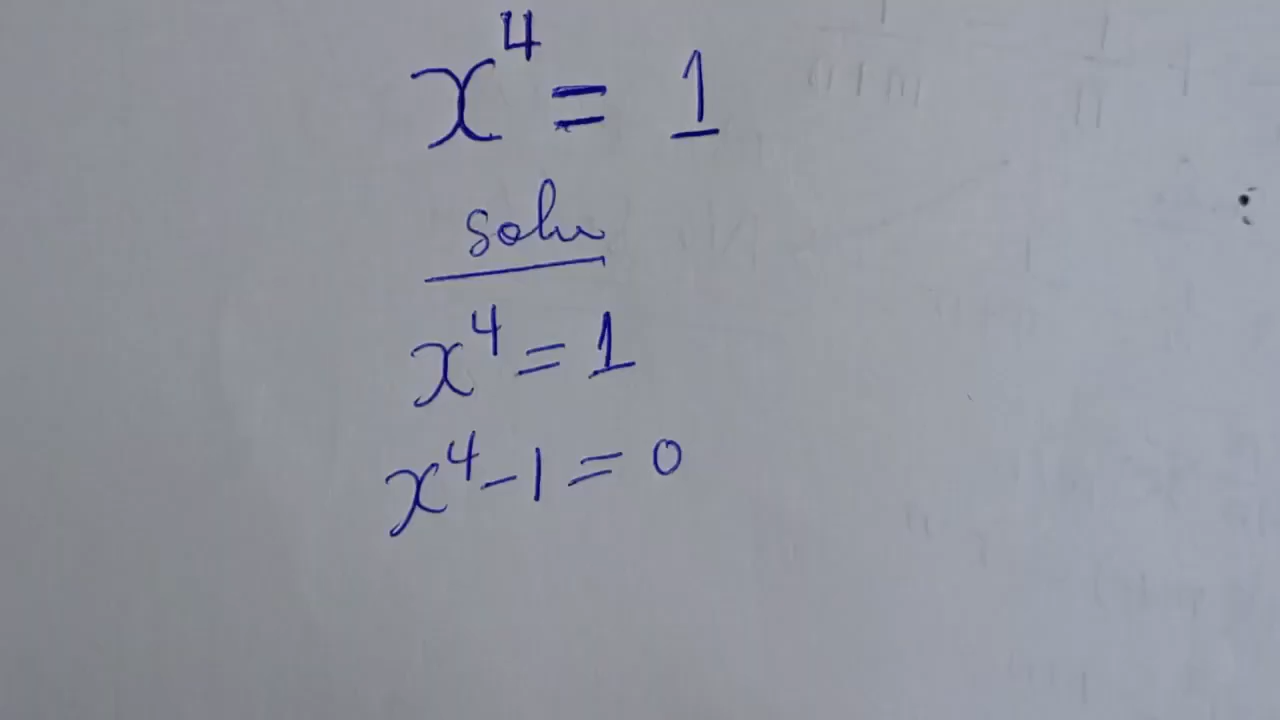 x⁴ = 1
soln
x⁴ = 1
x⁴ - 1 = 0